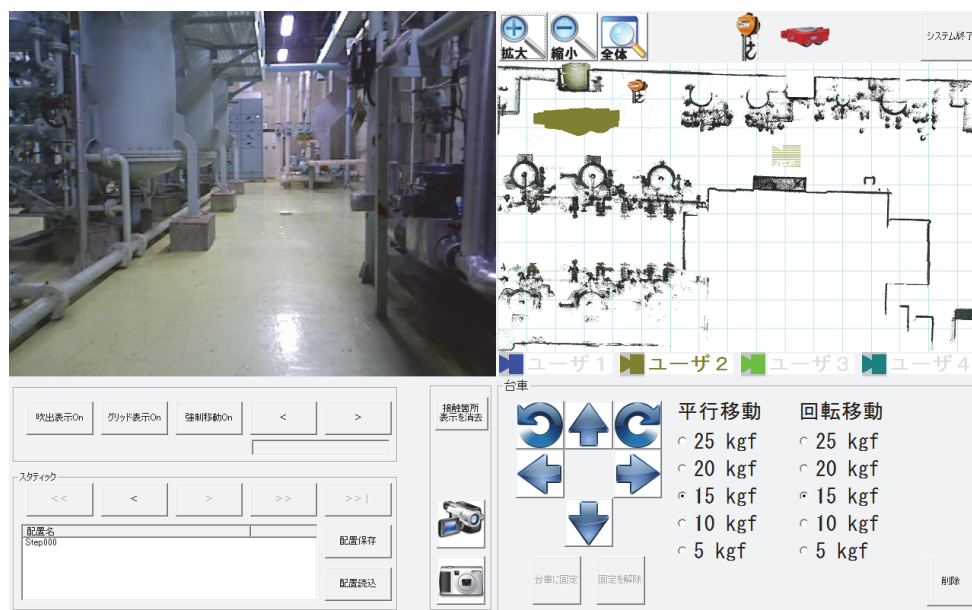 拡大
縮小
全体
システム終了
ユーザ1
ユーザ2
ユーザ3
ユーザ4
吹出表示On
グリッド表示On
強制移動On
<
>
接触箇所
表示を消去
スタティック
<<
<
>
>>
>>|
配置名
Step000
配置保存
配置読込
台車
平行移動
25 kgf
20 kgf
15 kgf
10 kgf
5 kgf
回転移動
25 kgf
20 kgf
15 kgf
10 kgf
5 kgf
台車に固定
固定を解除
削除